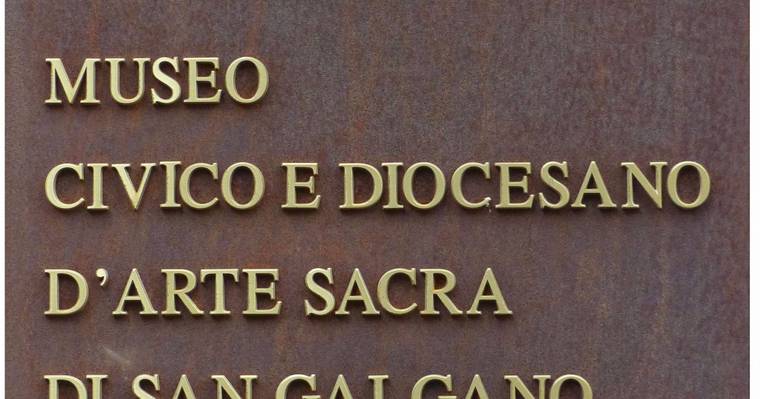 MUSEO
CIVICO E DIOCESANO
D'ARTE SACRA
DI SAN GALGANO